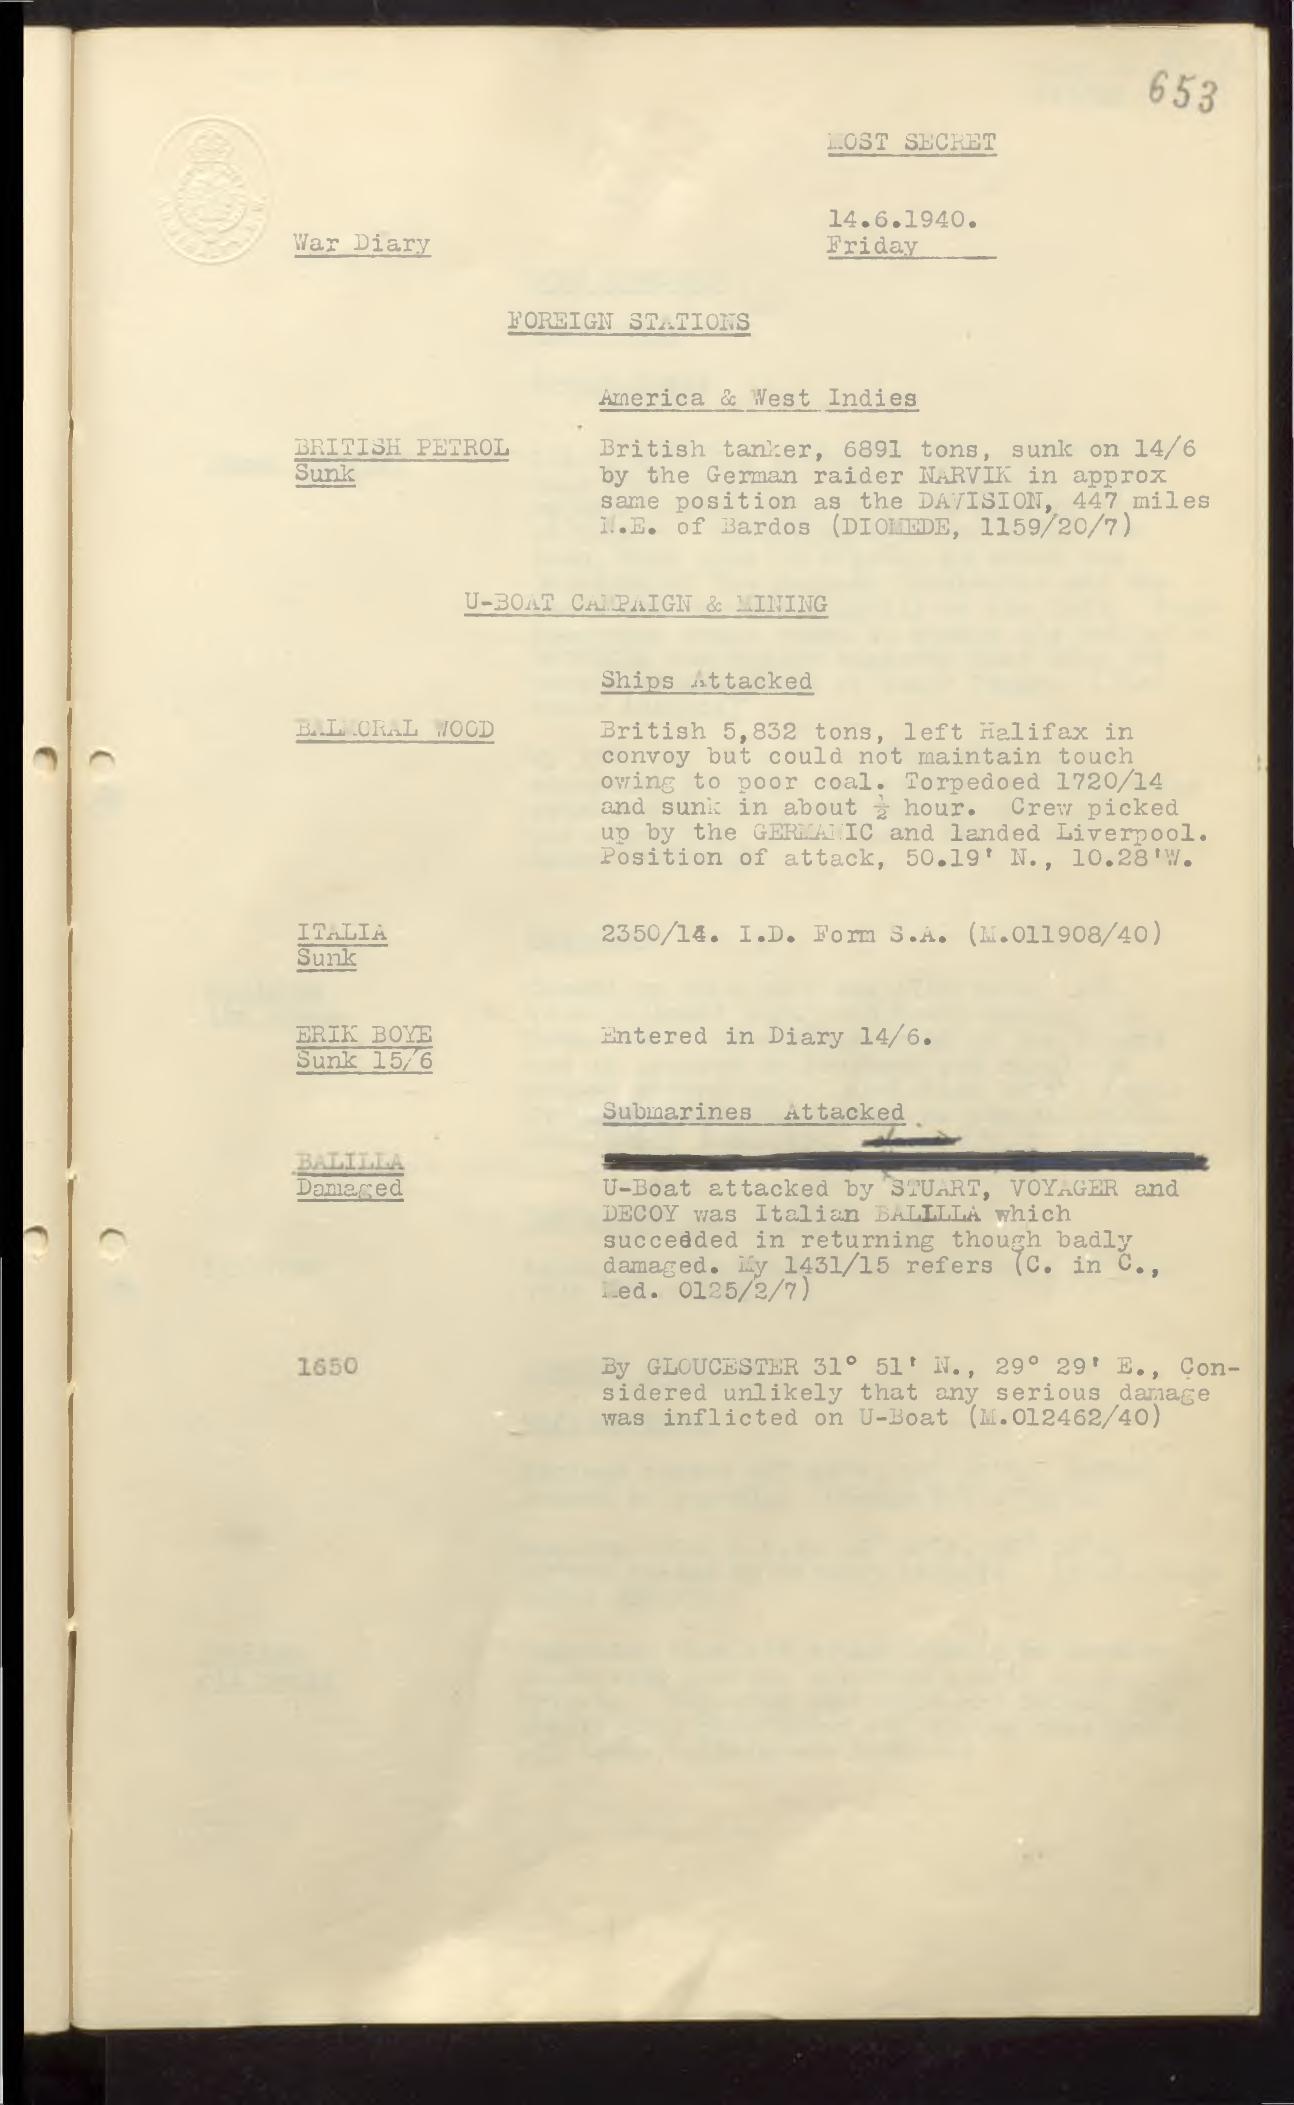 653
MOST SECRET
14.6.1940.
War Diary
Friday
FOREIGN STATIONS
America & West Indies
BRITISH PETROL
Sunk
British tanker, 6891 tons, sunk on 14/6
by the German raider NARVIK in approx
same position as the DAVISION, 447 miles
N.E. of Bardos (DIOMEDE, 1159/20/7)
U-BOAT CAMPAIGN & MINING
Ships Attacked
BALMORAL WOOD
British 5,832 tons, left Halifax in
convoy but could not maintain touch
owing to poor coal. Torpedoed 1720/14
and sunk in about ½ hour. Crew picked
up by the GERMANIC and landed Liverpool.
Position of attack, 50.19' N., 10.28'W.
ITALIA
Sunk
2350/14. I.D. Form S.A. (M.011908/40)
ERIK BOYE
Sunk 15/6
Entered in Diary 14/6.
Submarines Attacked
BALILLA
Damaged
U-Boat attacked by STUART, VOYAGER and
DECOY was Italian BALILLA which
succeeded in returning though badly
damaged. My 1431/15 refers (C. in C.,
Med. 0125/2/7)
1650
By GLOUCESTER 31° 51' N., 29° 29' E., Con-
sidered unlikely that any serious damage
was inflicted on U-Boat (M.012462/40)